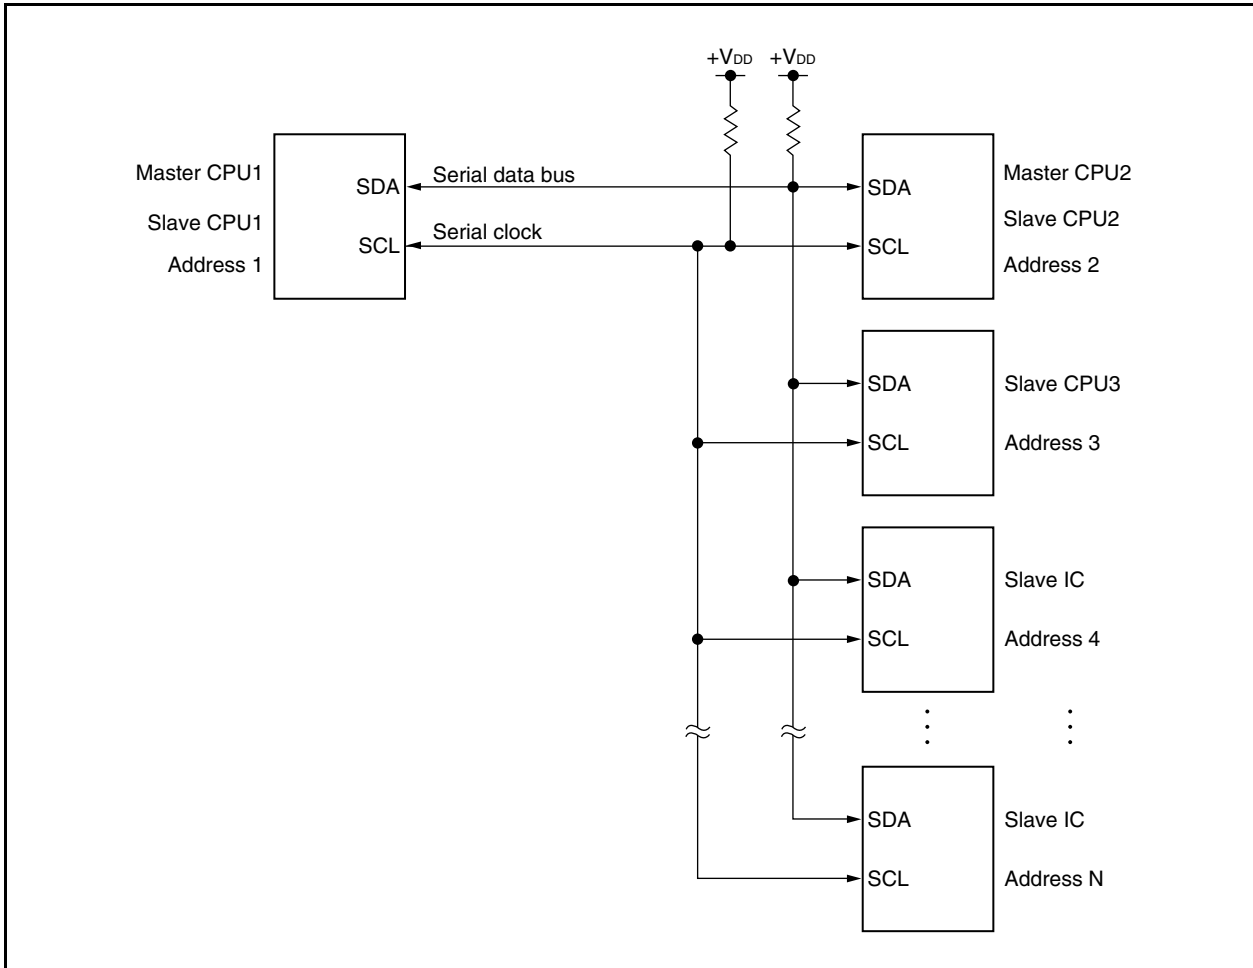 +VDD +VDD
Master CPU1
Slave CPU1
Address 1
SDA
SCL
Serial data bus
Serial clock
SDA
SCL
Master CPU2
Slave CPU2
Address 2
SDA
SCL
Slave CPU3
Address 3
SDA
SCL
Slave IC
Address 4
SDA
SCL
Slave IC
Address N